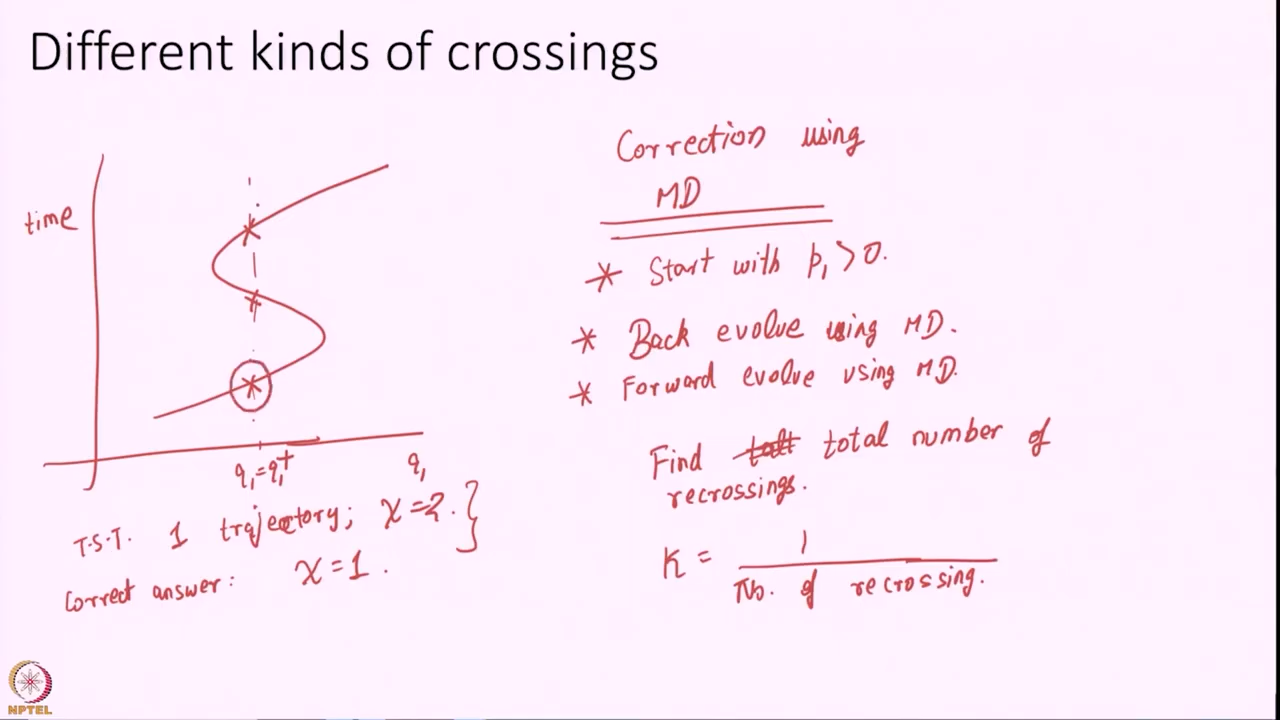 Different kinds of crossings
time
q₁=q₁‡
q₁
T.S.T. 1 trajectory; χ=2.}
Correct answer: χ=1.
Correction using
MD
* Start with p₁>0.
* Back evolve using MD.
* Forward evolve using MD.
Find total number of
recrossings.
K = 1
No. of recrossing.
NPTEL